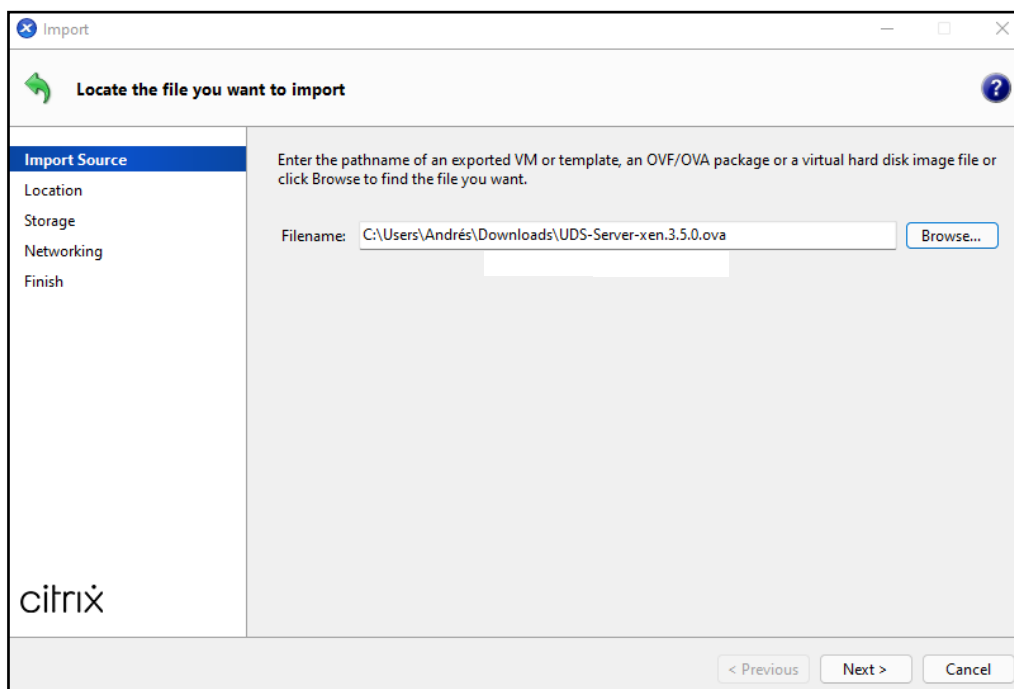 Import
Locate the file you want to import
?
Import Source
Location
Storage
Networking
Finish
Enter the pathname of an exported VM or template, an OVF/OVA package or a virtual hard disk image file or
click Browse to find the file you want.
Filename: C:\Users\Andrés\Downloads\UDS-Server-xen.3.5.0.ova Browse...
citrıẋ
< Previous Next > Cancel